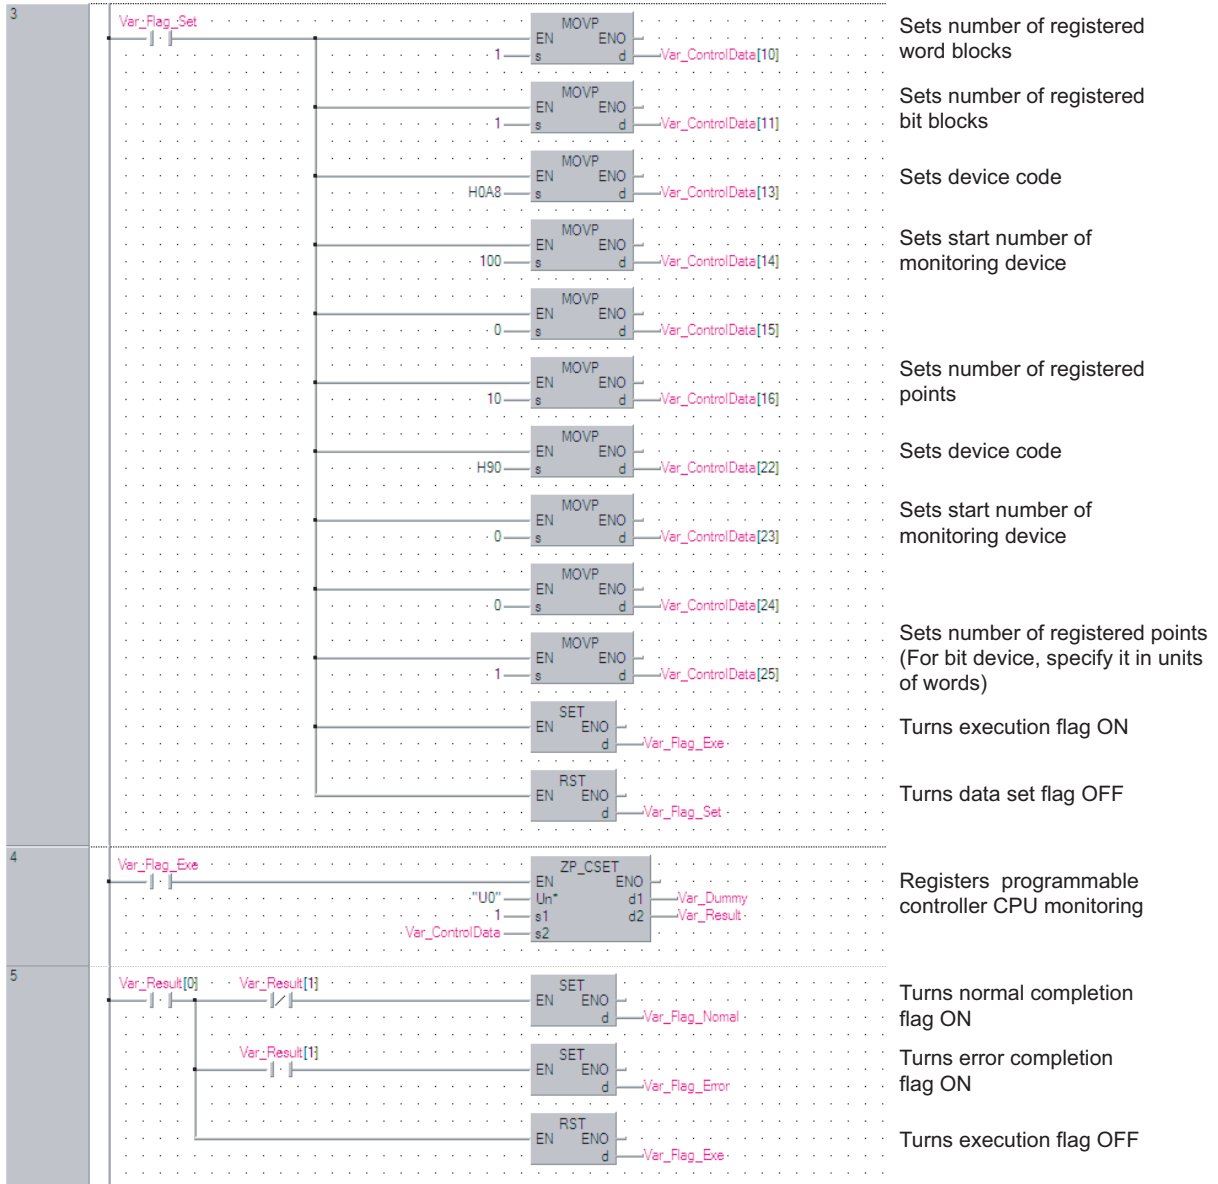 3
Var_Flag_Set
MOVP
EN ENO
1 s d Var_ControlData[10]
Sets number of registered
word blocks
MOVP
EN ENO
1 s d Var_ControlData[11]
Sets number of registered
bit blocks
MOVP
EN ENO
H0A8 s d Var_ControlData[13]
Sets device code
MOVP
EN ENO
100 s d Var_ControlData[14]
Sets start number of
monitoring device
MOVP
EN ENO
0 s d Var_ControlData[15]
MOVP
EN ENO
10 s d Var_ControlData[16]
Sets number of registered
points
MOVP
EN ENO
H90 s d Var_ControlData[22]
Sets device code
MOVP
EN ENO
0 s d Var_ControlData[23]
Sets start number of
monitoring device
MOVP
EN ENO
0 s d Var_ControlData[24]
MOVP
EN ENO
1 s d Var_ControlData[25]
Sets number of registered points
(For bit device, specify it in units
of words)
SET
EN ENO
d Var_Flag_Exe
Turns execution flag ON
RST
EN ENO
d Var_Flag_Set
Turns data set flag OFF
4
Var_Flag_Exe
ZP_CSET
EN ENO
"U0" Un* d1 Var_Dummy
1 s1 d2 Var_Result
Var_ControlData s2
Registers programmable
controller CPU monitoring
5
Var_Result[0] Var_Result[1]
SET
EN ENO
d Var_Flag_Nomal
Turns normal completion
flag ON
Var_Result[1]
SET
EN ENO
d Var_Flag_Error
Turns error completion
flag ON
RST
EN ENO
d Var_Flag_Exe
Turns execution flag OFF